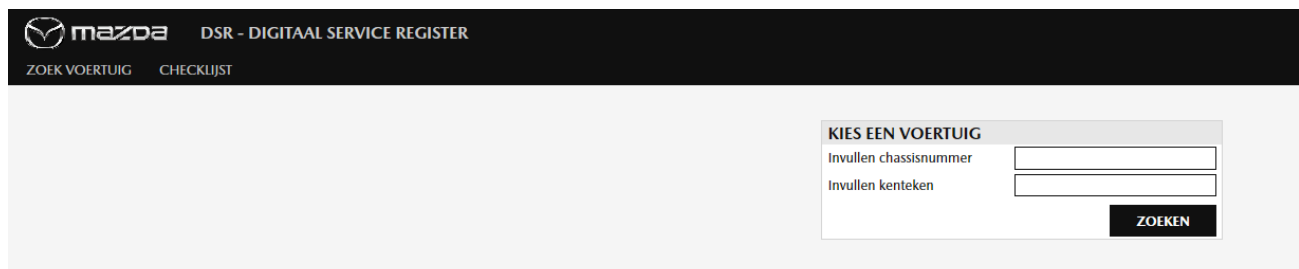 mazda DSR - DIGITAAL SERVICE REGISTER
ZOEK VOERTUIG CHECKLIJST
KIES EEN VOERTUIG
Invullen chassisnummer
Invullen kenteken
ZOEKEN